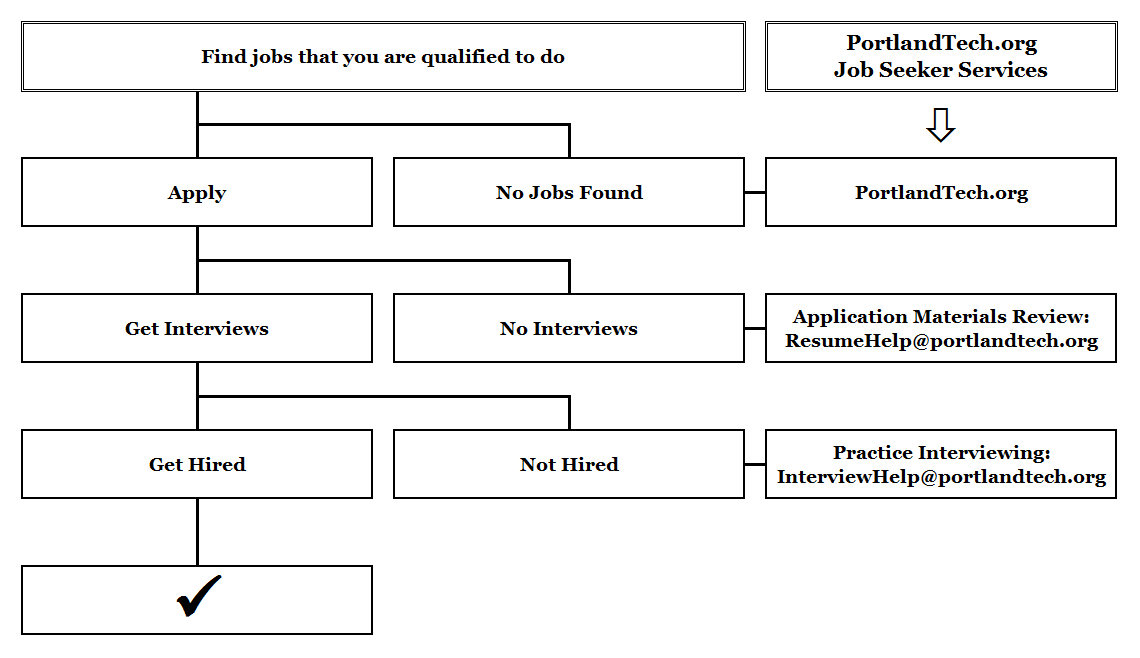 Find jobs that you are qualified to do
PortlandTech.org
Job Seeker Services
Apply
No Jobs Found
PortlandTech.org
Get Interviews
No Interviews
Application Materials Review:
ResumeHelp@portlandtech.org
Get Hired
Not Hired
Practice Interviewing:
InterviewHelp@portlandtech.org